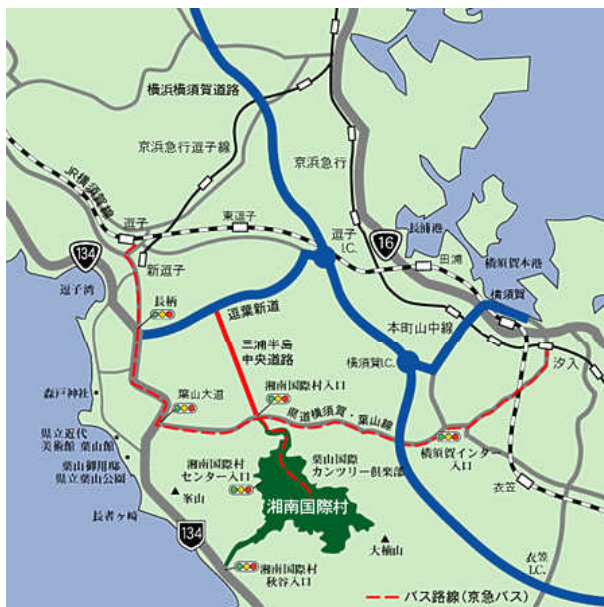 横浜横須賀道路
京浜急行逗子線
京浜急行
JR横須賀線
逗子
東逗子
逗子
I.C.
16
長浦港
田浦
横須賀本港
134
新逗子
逗子湾
長柄
横須賀
逗葉新道
本町山中線
三浦半島
中央道路
横須賀I.C.
汐入
湘南国際村入口
森戸神社
葉山大道
県道横須賀・葉山線
県立近代
美術館 葉山館
葉山御用邸
県立葉山公園
湘南国際村
センター入口
葉山国際
カンツリー倶楽部
横須賀インター
入口
衣笠
峯山
湘南国際村
長者ヶ崎
134
大楠山
衣笠
I.C.
湘南国際村
秋谷入口
バス路線(京急バス)